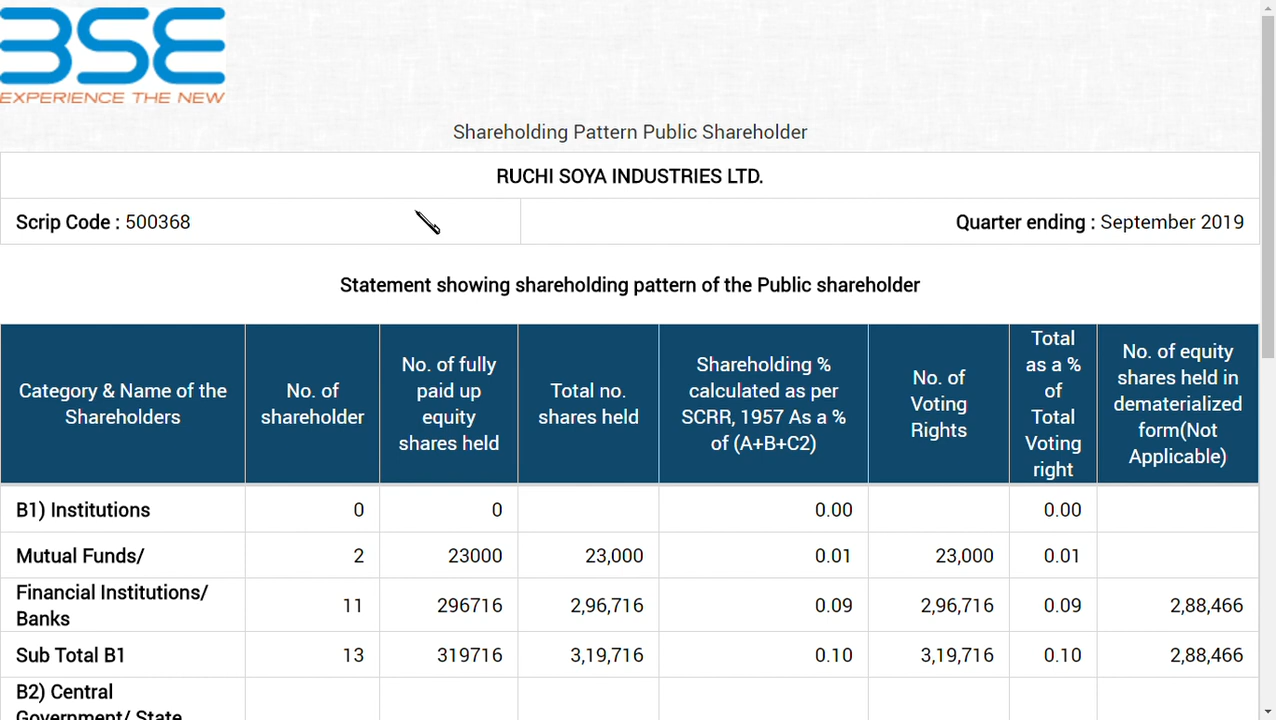 BSE
EXPERIENCE THE NEW
Shareholding Pattern Public Shareholder
RUCHI SOYA INDUSTRIES LTD.
Scrip Code : 500368
Quarter ending : September 2019
Statement showing shareholding pattern of the Public shareholder
Category & Name of the
Shareholders
No. of
shareholder
No. of fully
paid up
equity
shares held
Total no.
shares held
Shareholding %
calculated as per
SCRR, 1957 As a %
of (A+B+C2)
No. of
Voting
Rights
Total
as a %
of
Total
Voting
right
No. of equity
shares held in
dematerialized
form(Not
Applicable)
B1) Institutions 0 0 0.00 0.00
Mutual Funds/ 2 23000 23,000 0.01 23,000 0.01
Financial Institutions/
Banks 11 296716 2,96,716 0.09 2,96,716 0.09 2,88,466
Sub Total B1 13 319716 3,19,716 0.10 3,19,716 0.10 2,88,466
B2) Central
Government/ State